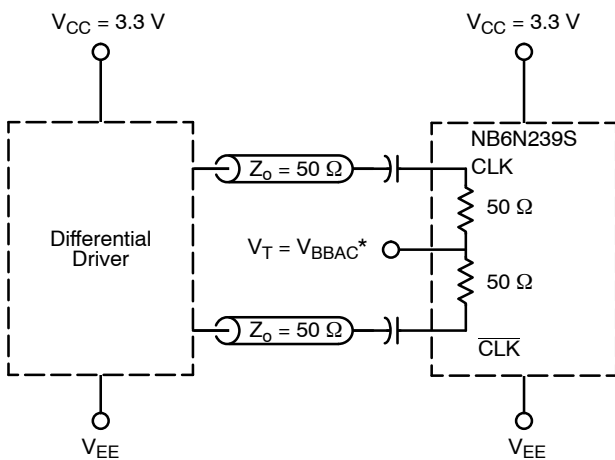 V_CC = 3.3 V
V_CC = 3.3 V
NB6N239S
Z_o = 50 Ω
CLK
50 Ω
Differential
Driver
V_T = V_BBAC*
50 Ω
Z_o = 50 Ω
C̅L̅K̅
V_EE
V_EE